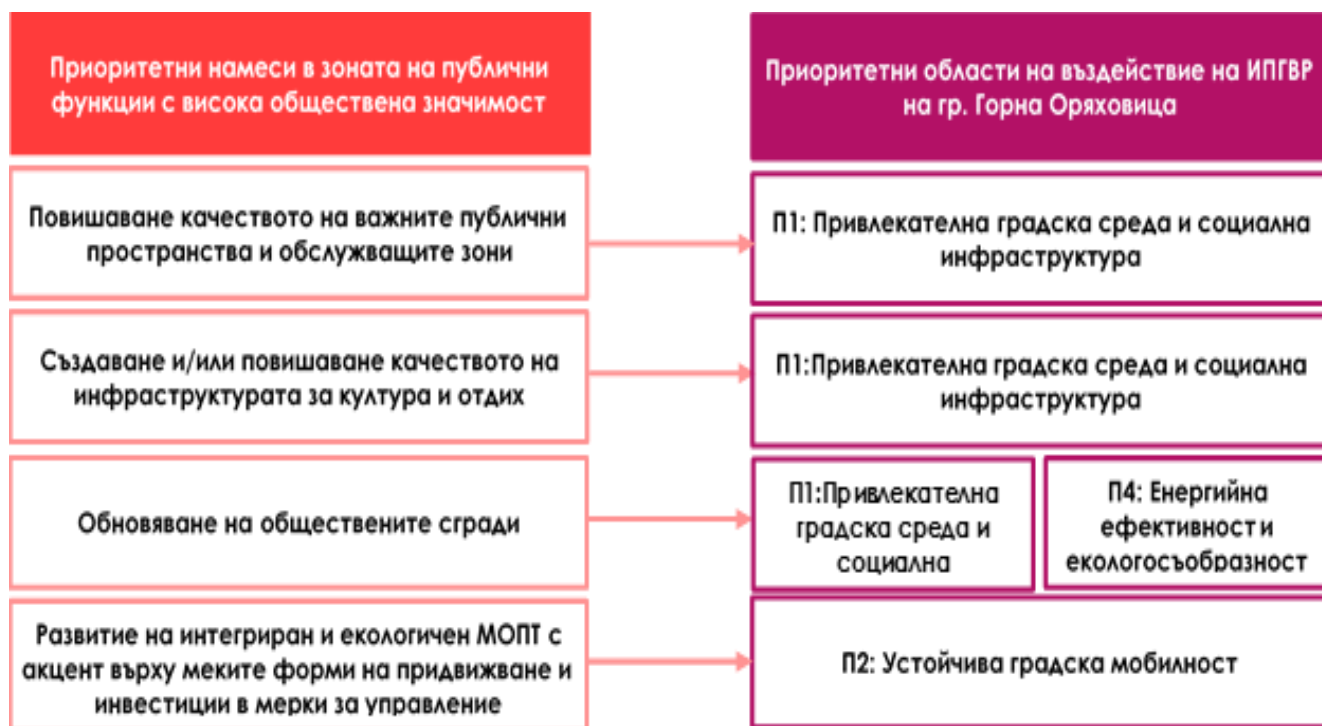 Приоритетни намеси в зоната на публични
функции с висока обществена значимост
Приоритетни области на въздействие на ИПГВР
на гр. Горна Оряховица
Повишаване качеството на важните публични
пространства и обслужващите зони
П1: Привлекателна градска среда и социална
инфраструктура
Създаване и/или повишаване качеството на
инфраструктурата за култура и отдих
П1:Привлекателна градска среда и социална
инфраструктура
Обновяване на обществените сгради
П1:Привлекателна
градска среда и
социална
П4: Енергийна
ефективност и
екологосъобразност
Развитие на интегриран и екологичен МОПТ с
акцент върху меките форми на придвижване и
инвестиции в мерки за управление
П2: Устойчива градска мобилност